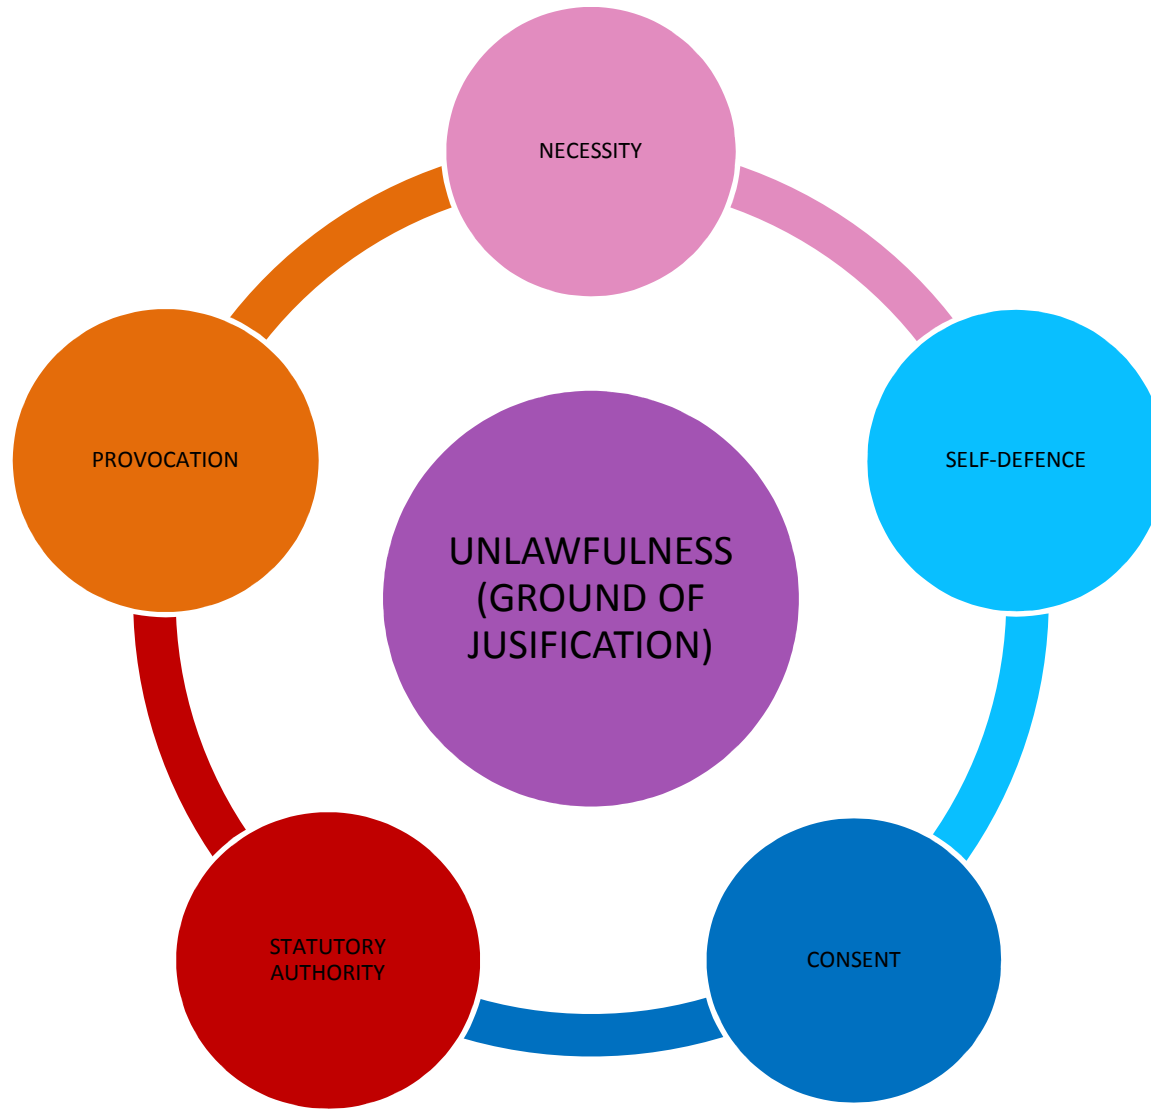 NECESSITY
PROVOCATION
SELF-DEFENCE
UNLAWFULNESS
(GROUND OF
JUSIFICATION)
STATUTORY
AUTHORITY
CONSENT